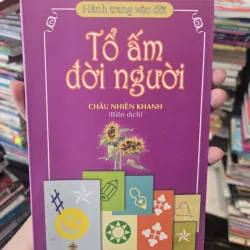 Hành trang vào đời
Tổ ấm
đời người
CHÂU NHIÊN KHANH
(Biên dịch)